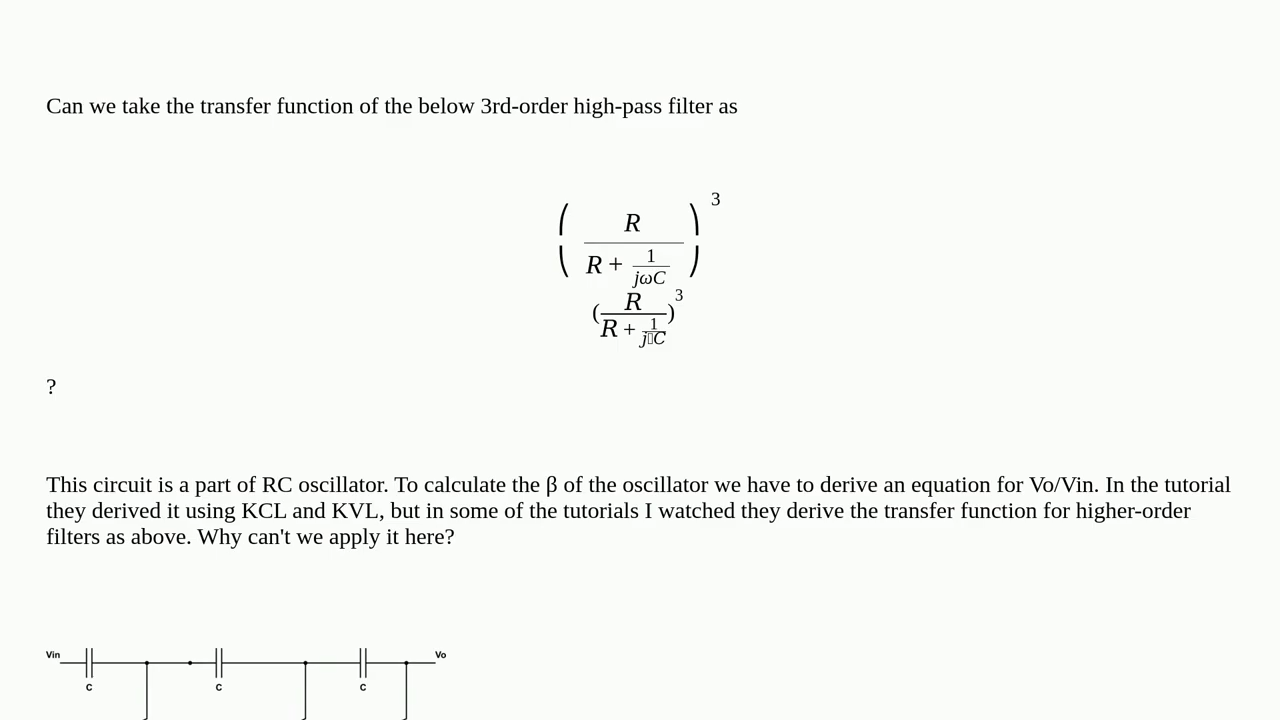 Can we take the transfer function of the below 3rd-order high-pass filter as
( R / (R + 1/jωC) )^3
(R / (R + 1/j▯C))^3
?
This circuit is a part of RC oscillator. To calculate the β of the oscillator we have to derive an equation for Vo/Vin. In the tutorial
they derived it using KCL and KVL, but in some of the tutorials I watched they derive the transfer function for higher-order
filters as above. Why can't we apply it here?
Vin Vo
C C C